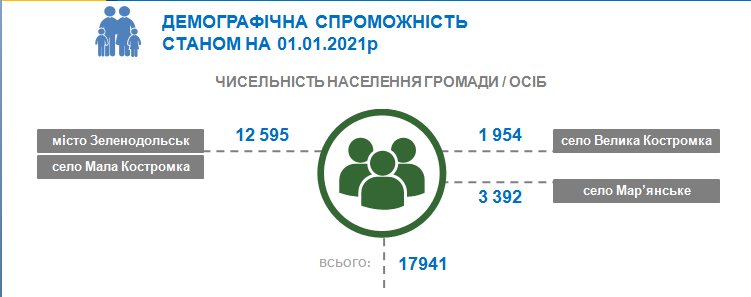 ДЕМОГРАФІЧНА СПРОМОЖНІСТЬ
СТАНОМ НА 01.01.2021р
ЧИСЕЛЬНІСТЬ НАСЕЛЕННЯ ГРОМАДИ / ОСІБ
місто Зеленодольськ
село Мала Костромка
12 595
1 954
село Велика Костромка
3 392
село Мар’янське
ВСЬОГО: 17941